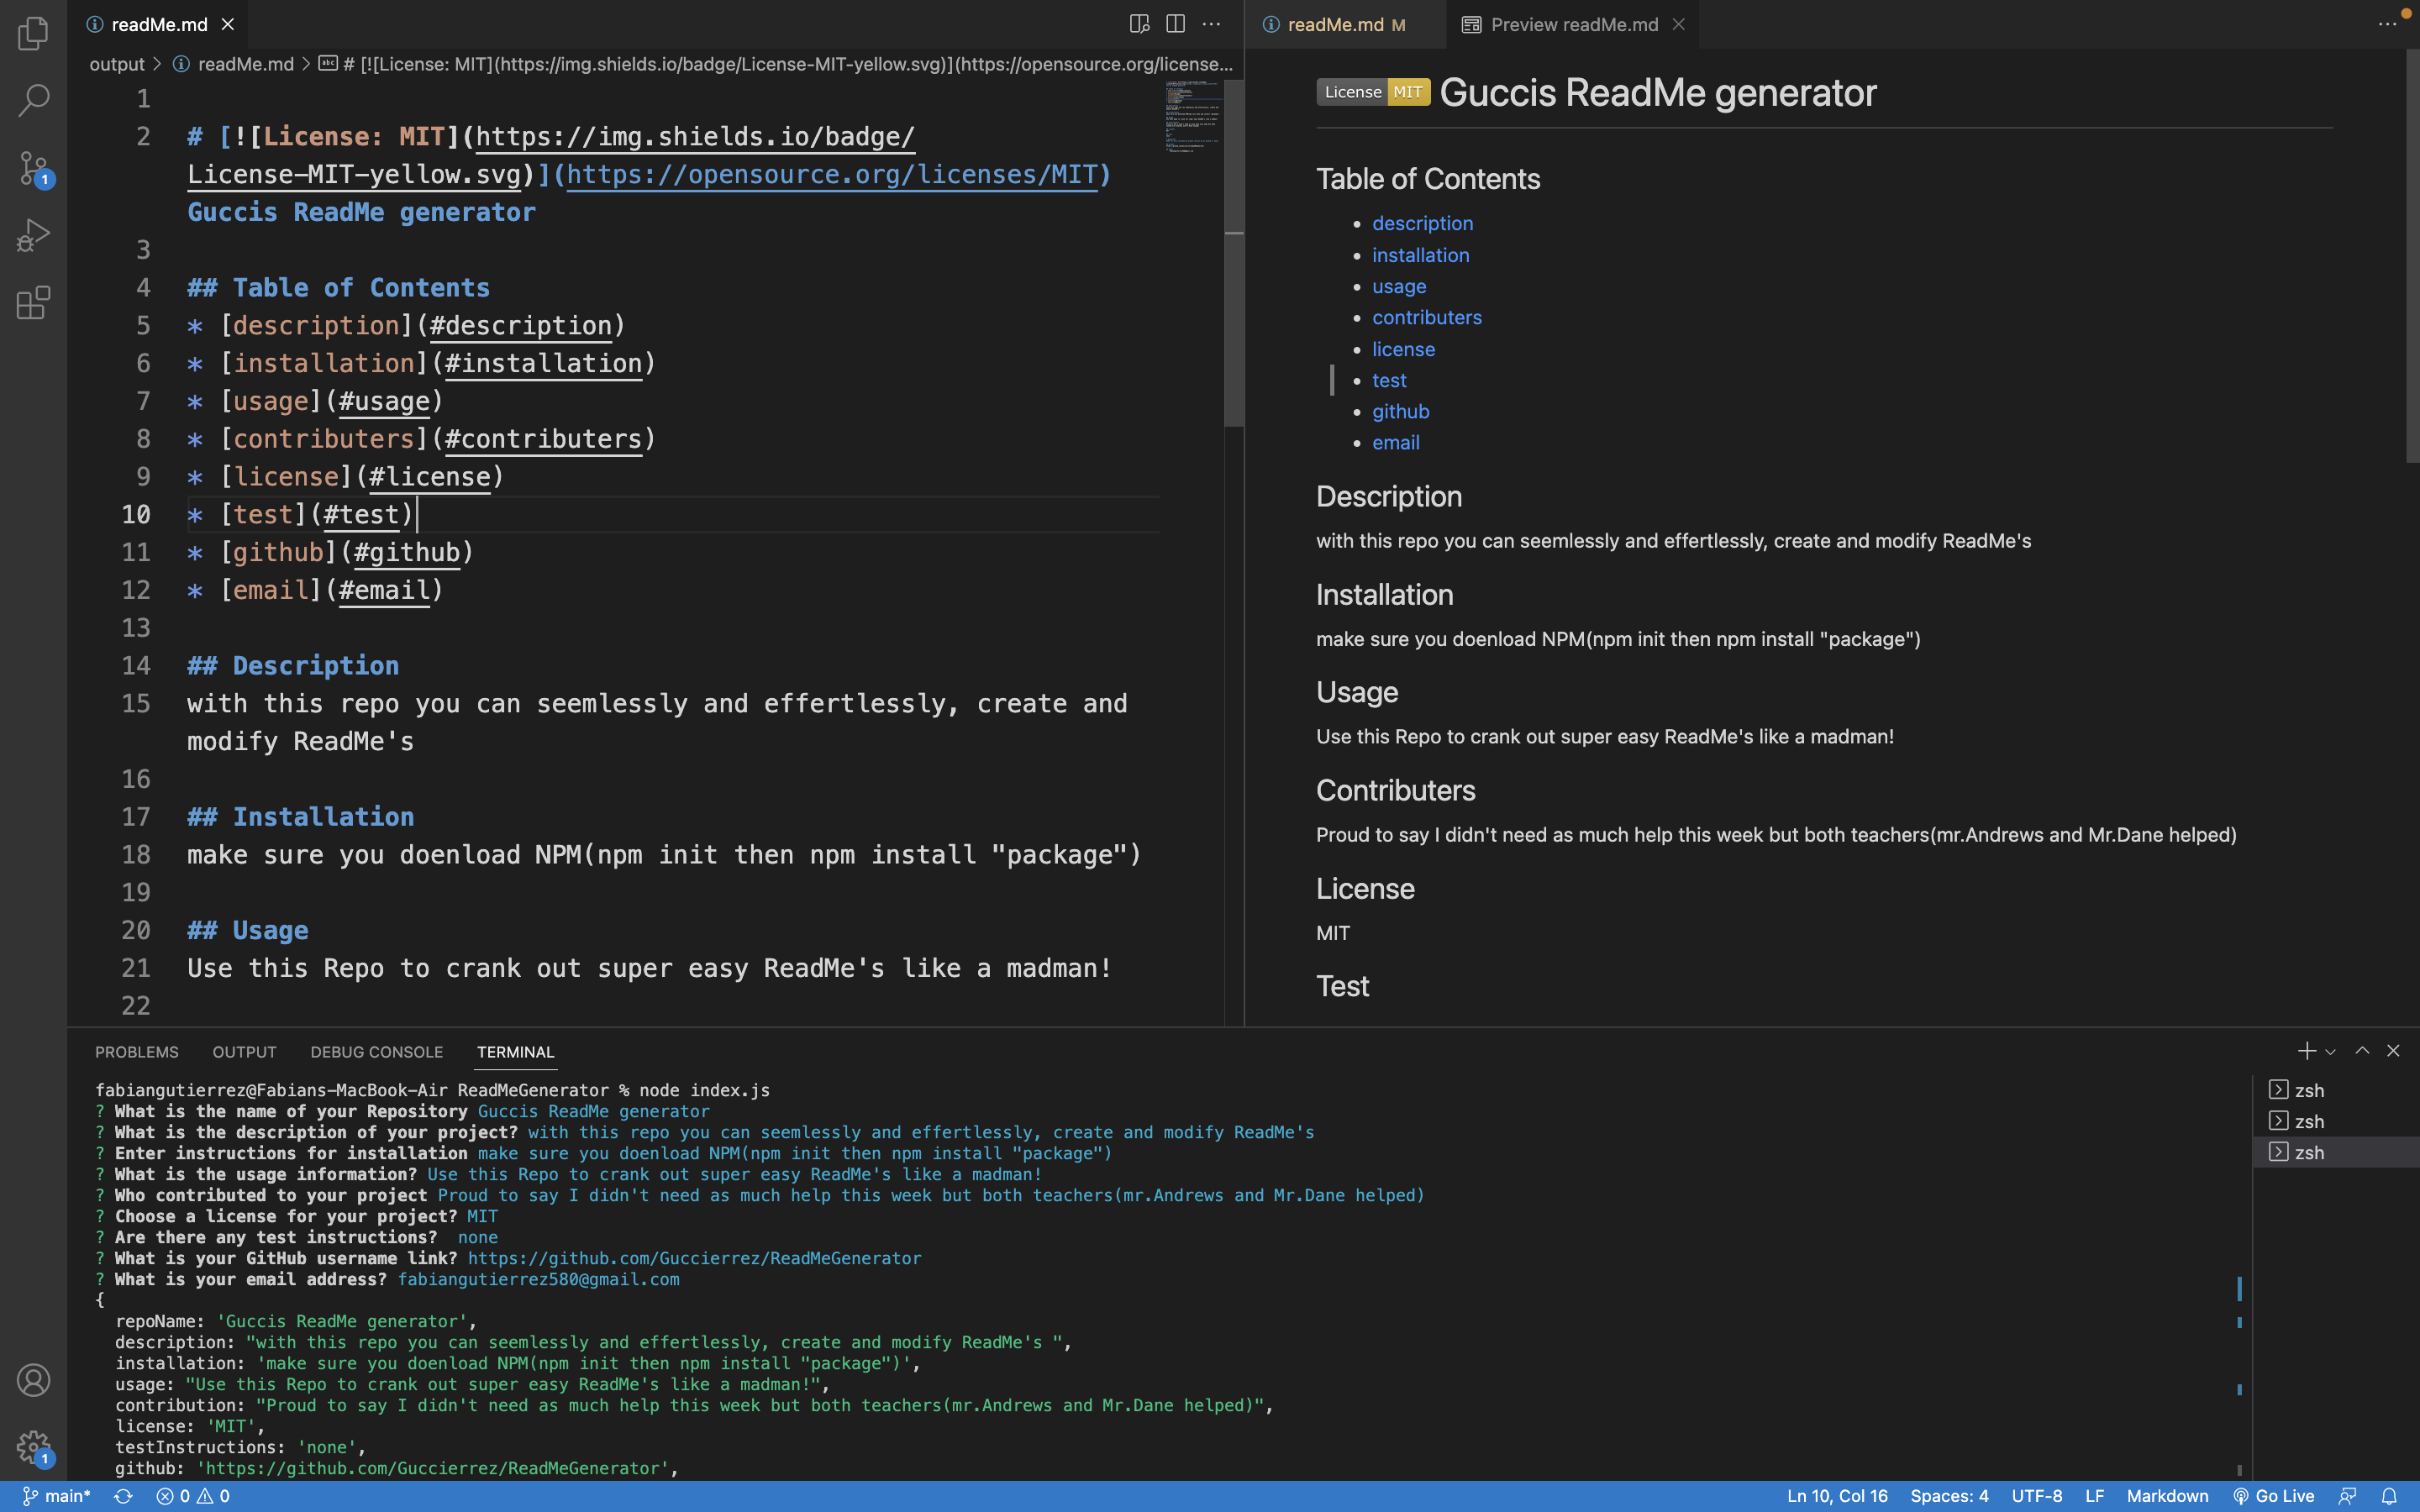 readMe.md
readMe.md M
Preview readMe.md
output > readMe.md > # [![License: MIT](https://img.shields.io/badge/License-MIT-yellow.svg)](https://opensource.org/license...
1
2 # [![License: MIT](https://img.shields.io/badge/
License-MIT-yellow.svg)](https://opensource.org/licenses/MIT)
Guccis ReadMe generator
3
4 ## Table of Contents
5 * [description](#description)
6 * [installation](#installation)
7 * [usage](#usage)
8 * [contributers](#contributers)
9 * [license](#license)
10 * [test](#test)
11 * [github](#github)
12 * [email](#email)
13
14 ## Description
15 with this repo you can seemlessly and effertlessly, create and
modify ReadMe's
16
17 ## Installation
18 make sure you doenload NPM(npm init then npm install "package")
19
20 ## Usage
21 Use this Repo to crank out super easy ReadMe's like a madman!
22
License MIT Guccis ReadMe generator
Table of Contents
• description
• installation
• usage
• contributers
• license
• test
• github
• email
Description
with this repo you can seemlessly and effertlessly, create and modify ReadMe's
Installation
make sure you doenload NPM(npm init then npm install "package")
Usage
Use this Repo to crank out super easy ReadMe's like a madman!
Contributers
Proud to say I didn't need as much help this week but both teachers(mr.Andrews and Mr.Dane helped)
License
MIT
Test
PROBLEMS OUTPUT DEBUG CONSOLE TERMINAL
fabiangutierrez@Fabians-MacBook-Air ReadMeGenerator % node index.js
? What is the name of your Repository Guccis ReadMe generator
? What is the description of your project? with this repo you can seemlessly and effertlessly, create and modify ReadMe's
? Enter instructions for installation make sure you doenload NPM(npm init then npm install "package")
? What is the usage information? Use this Repo to crank out super easy ReadMe's like a madman!
? Who contributed to your project Proud to say I didn't need as much help this week but both teachers(mr.Andrews and Mr.Dane helped)
? Choose a license for your project? MIT
? Are there any test instructions?  none
? What is your GitHub username link? https://github.com/Guccierrez/ReadMeGenerator
? What is your email address? fabiangutierrez580@gmail.com
{
  repoName: 'Guccis ReadMe generator',
  description: "with this repo you can seemlessly and effertlessly, create and modify ReadMe's ",
  installation: 'make sure you doenload NPM(npm init then npm install "package")',
  usage: "Use this Repo to crank out super easy ReadMe's like a madman!",
  contribution: "Proud to say I didn't need as much help this week but both teachers(mr.Andrews and Mr.Dane helped)",
  license: 'MIT',
  testInstructions: 'none',
  github: 'https://github.com/Guccierrez/ReadMeGenerator',
zsh
zsh
zsh
1
1
main* 0 0
Ln 10, Col 16 Spaces: 4 UTF-8 LF Markdown Go Live